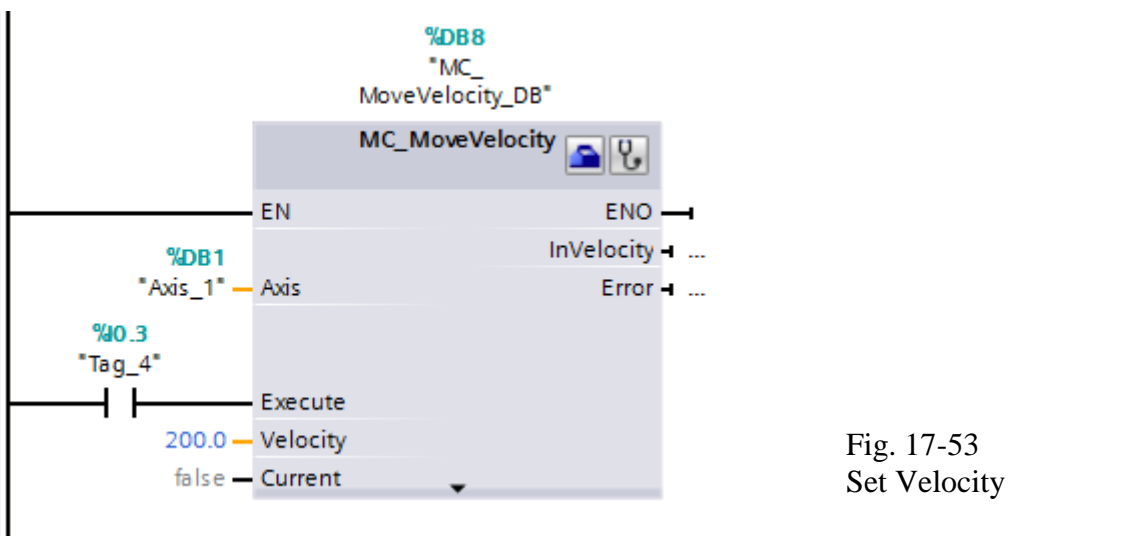 %DB8
"MC_
MoveVelocity_DB"
MC_MoveVelocity
EN ENO
InVelocity ...
%DB1
"Axis_1" Axis Error ...
%I0.3
"Tag_4"
Execute
200.0 Velocity
false Current
Fig. 17-53
Set Velocity